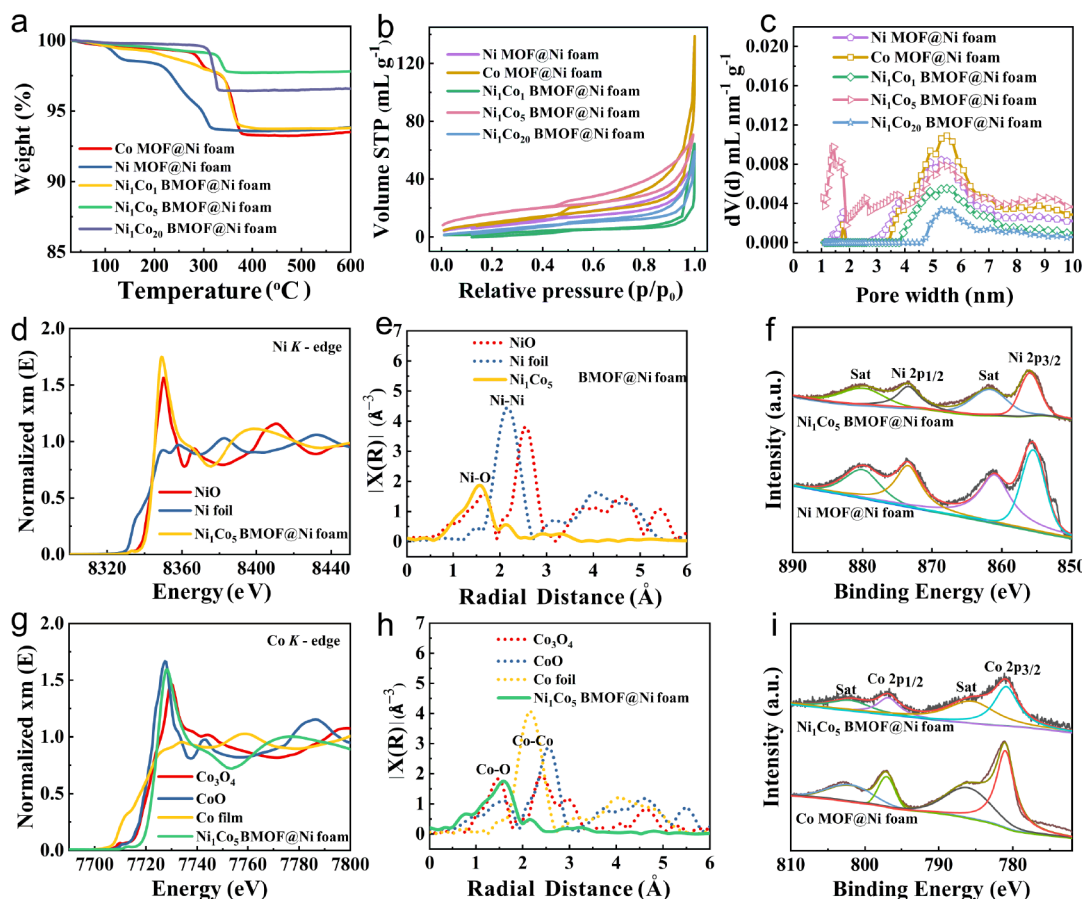 a
Weight (%)
100
95
90
85
Co MOF@Ni foam
Ni MOF@Ni foam
Ni₁Co₁ BMOF@Ni foam
Ni₁Co₅ BMOF@Ni foam
Ni₁Co₂₀ BMOF@Ni foam
100 200 300 400 500 600
Temperature (°C)
b
Volume STP (mL g⁻¹)
120
80
40
0
Ni MOF@Ni foam
Co MOF@Ni foam
Ni₁Co₁ BMOF@Ni foam
Ni₁Co₅ BMOF@Ni foam
Ni₁Co₂₀ BMOF@Ni foam
0.0 0.2 0.4 0.6 0.8 1.0
Relative pressure (p/p₀)
c
dV(d) mL nm⁻¹ g⁻¹
0.020
0.016
0.012
0.008
0.004
0.000
Ni MOF@Ni foam
Co MOF@Ni foam
Ni₁Co₁ BMOF@Ni foam
Ni₁Co₅ BMOF@Ni foam
Ni₁Co₂₀ BMOF@Ni foam
0 1 2 3 4 5 6 7 8 9 10
Pore width (nm)
d
Normalized xm (E)
2.0
1.5
1.0
0.5
0.0
Ni K - edge
NiO
Ni foil
Ni₁Co₅ BMOF@Ni foam
8320 8360 8400 8440
Energy (e V)
e
|X(R)| (Å⁻³)
7
6
5
4
3
2
1
0
NiO
Ni foil
Ni₁Co₅ BMOF@Ni foam
Ni-Ni
Ni-O
0 1 2 3 4 5 6
Radial Distance (Å)
f
Intensity (a.u.)
Sat Ni 2p1/2 Sat Ni 2p3/2
Ni₁Co₅ BMOF@Ni foam
Ni MOF@Ni foam
890 880 870 860 850
Binding Energy (eV)
g
Normalized xm (E)
2.0
1.5
1.0
0.5
0.0
Co K - edge
Co₃O₄
CoO
Co film
Ni₁Co₅ BMOF@Ni foam
7700 7720 7740 7760 7780 7800
Energy (eV)
h
|X(R)| (Å⁻³)
7
6
5
4
3
2
1
0
Co₃O₄
CoO
Co foil
Ni₁Co₅ BMOF@Ni foam
Co-Co
Co-O
0 1 2 3 4 5 6
Radial Distance (Å)
i
Intensity (a.u.)
Sat Co 2p1/2 Sat Co 2p3/2
Ni₁Co₅ BMOF@Ni foam
Co MOF@Ni foam
810 800 790 780
Binding Energy (eV)